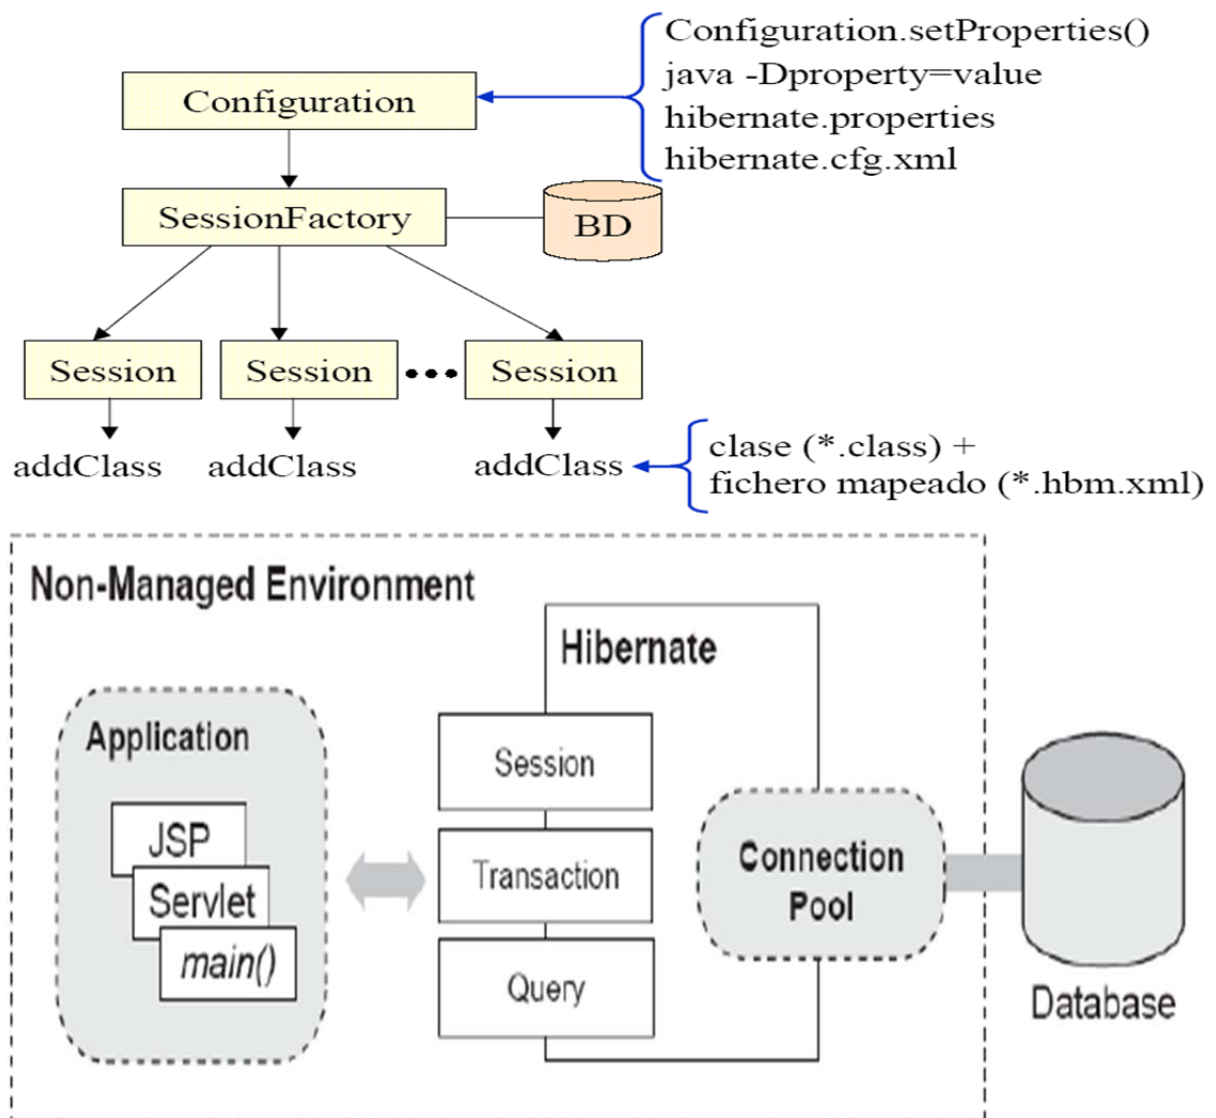 Configuration.setProperties()
java -Dproperty=value
hibernate.properties
hibernate.cfg.xml
Configuration
SessionFactory
BD
Session
Session
Session
addClass
addClass
addClass
clase (*.class) +
fichero mapeado (*.hbm.xml)
Non-Managed Environment
Hibernate
Application
JSP
Servlet
main()
Session
Transaction
Query
Connection
Pool
Database